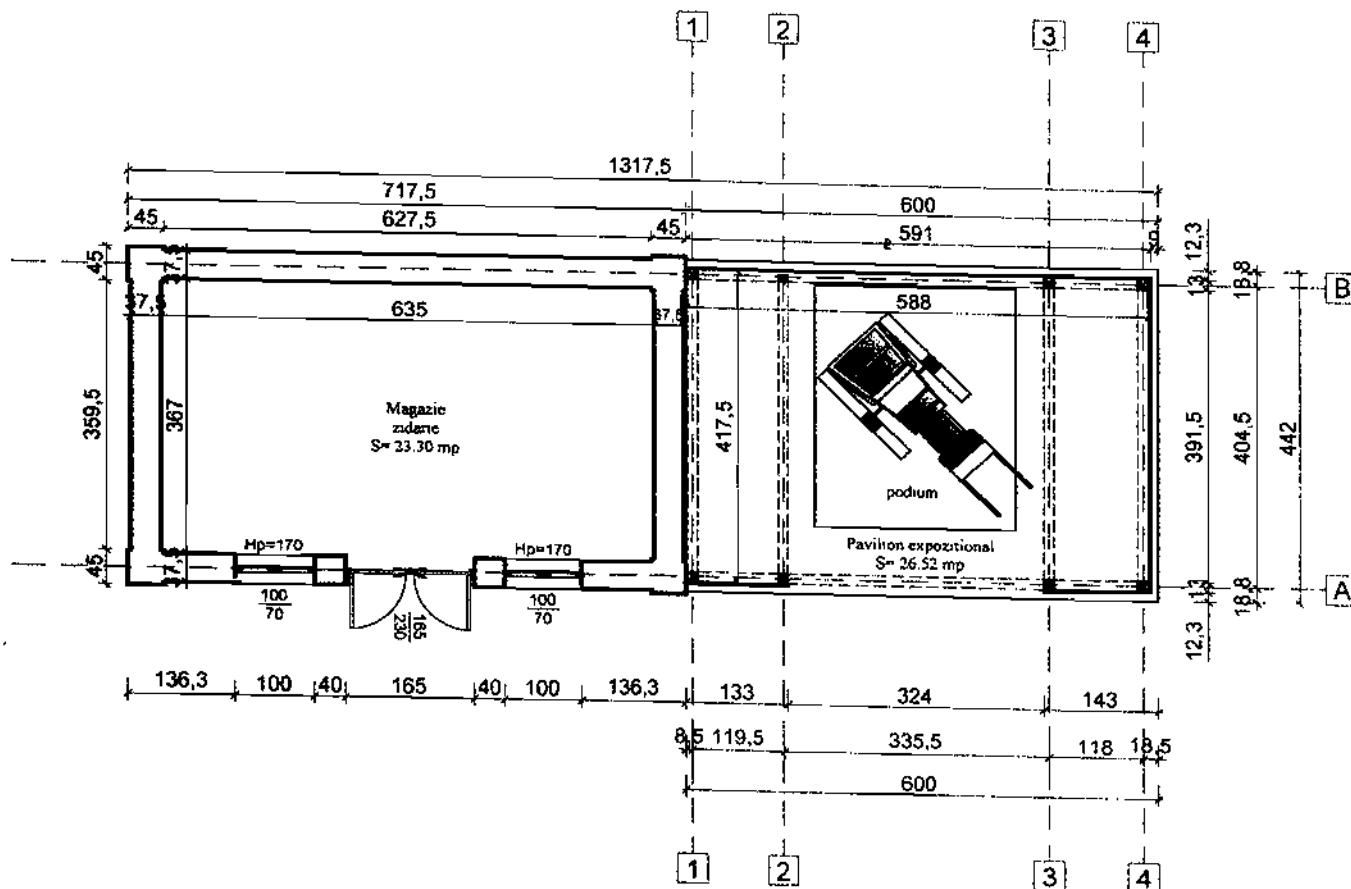 1 2 3 4
1317,5
717,5 600
45 627,5 45 591
12,3
45
7,5
13
18,8
B
37,5 635 37,5 588
359,5
367
Magazie
zidarie
S= 23.30 mp
417,5
391,5
404,5
442
podium
Pavilion expozitional
S= 26.52 mp
Hp=170 Hp=170
45
37,5
13
18,8
A
100
70
165
230
100
70
12,3
136,3 100 40 165 40 100 136,3 133 324 143
8,5 119,5 335,5 118 18,5
600
1 2 3 4